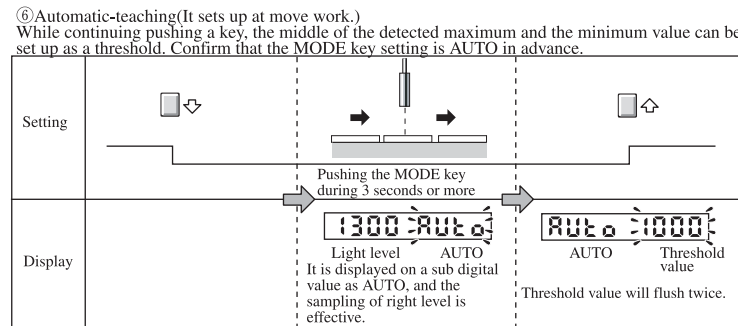 ⑥Automatic-teaching(It sets up at move work.)
While continuing pushing a key, the middle of the detected maximum and the minimum value can be
set up as a threshold. Confirm that the MODE key setting is AUTO in advance.
Setting
Pushing the MODE key
during 3 seconds or more
Display
1300 AUto
Light level AUTO
It is displayed on a sub digital
value as AUTO, and the
sampling of right level is
effective.
AUto 1000
AUTO Threshold
value
Threshold value will flush twice.